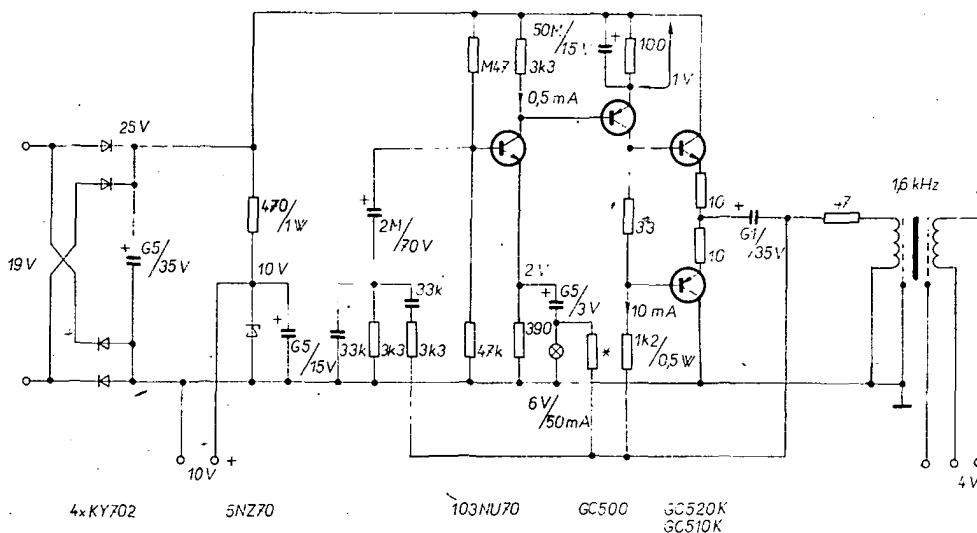 50M/15V
100
M47
3k3
1V
0,5 mA
25V
470/1W
2M/70V
10
1,6 kHz
33
G1/35V
19V
G5/35V
10V
2V
10
33k
G5/3V
10 mA
G5/15V
33k
3k3
3k3
47k
390
*
1k2/0,5W
6V/50mA
10V
+
4V
4xKY702
5NZ70
103NU70
GC500
GC520K
GC510K